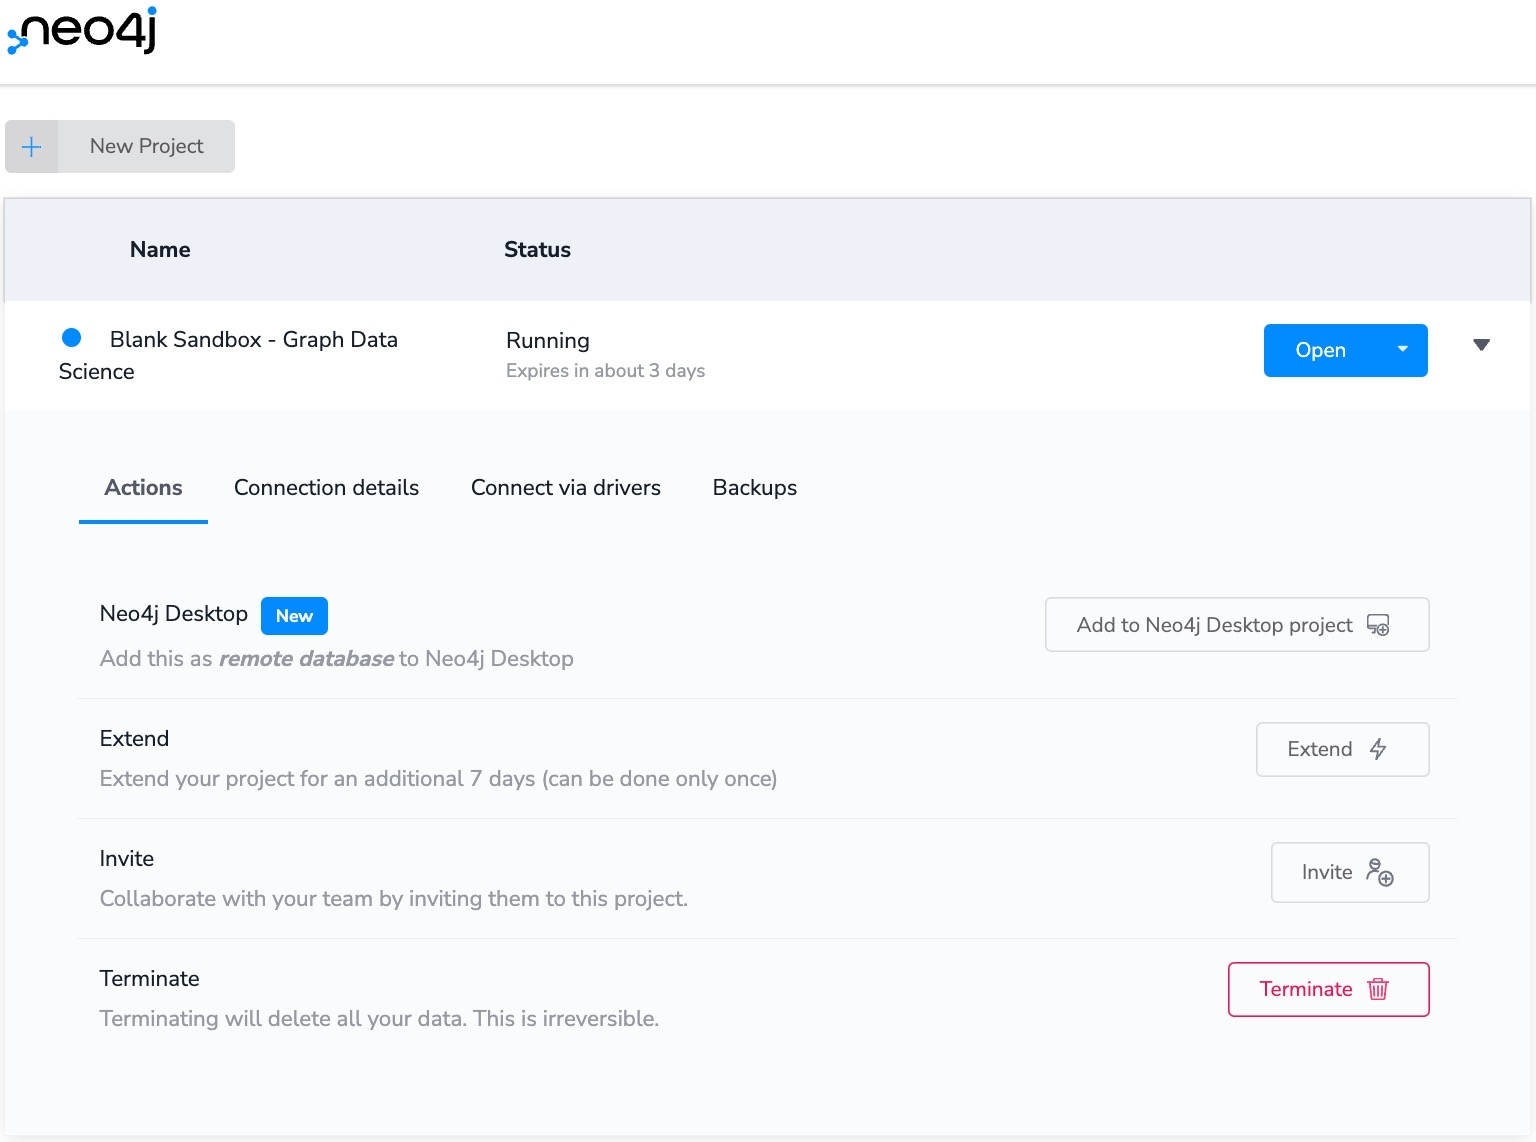 neo4j
New Project
Name Status
Blank Sandbox - Graph Data
Science
Running
Expires in about 3 days
Open
Actions Connection details Connect via drivers Backups
Neo4j Desktop New
Add this as remote database to Neo4j Desktop
Add to Neo4j Desktop project
Extend
Extend your project for an additional 7 days (can be done only once)
Extend
Invite
Collaborate with your team by inviting them to this project.
Invite
Terminate
Terminating will delete all your data. This is irreversible.
Terminate